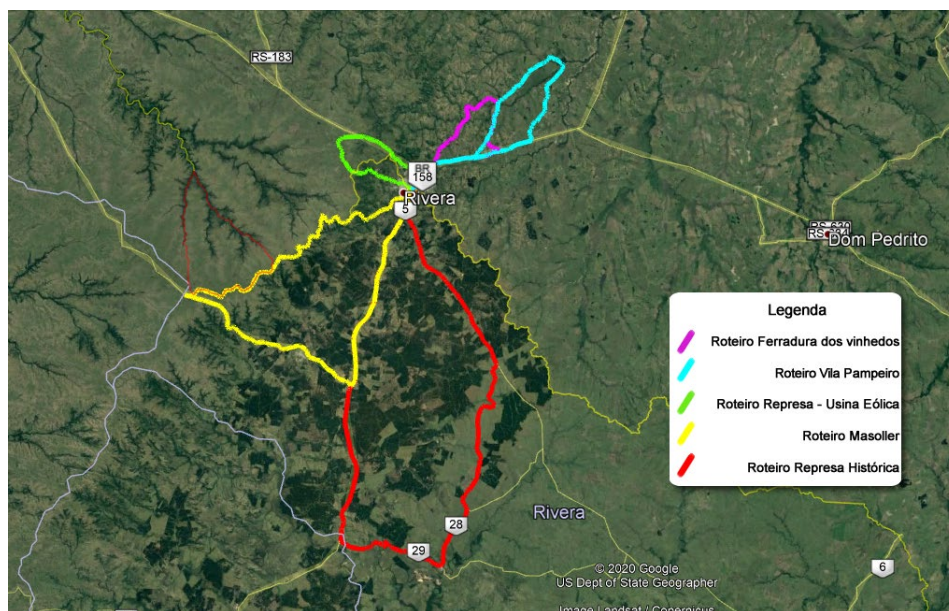 RS-183
BR
158
Rivera
5
Dom Pedrito
Legenda
Roteiro Ferradura dos vinhedos
Roteiro Vila Pampeiro
Roteiro Represa - Usina Eólica
Roteiro Masoller
Roteiro Represa Histórica
Rivera
28
29
6
© 2020 Google
US Dept of State Geographer
Image Landsat / Copernicus